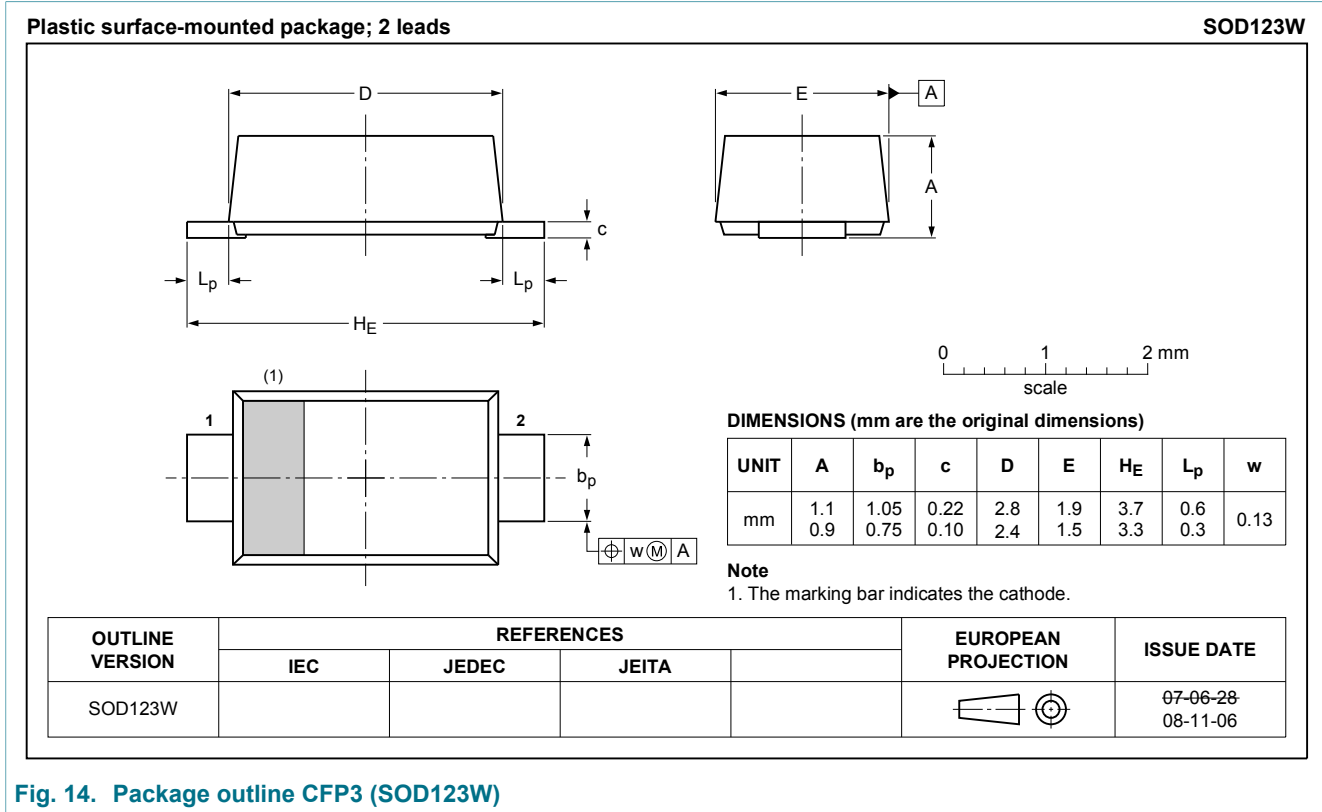 Plastic surface-mounted package; 2 leads SOD123W
D
E
A
A
c
Lp
Lp
HE
0 1 2 mm
scale
(1)
1
2
bp
w M A
DIMENSIONS (mm are the original dimensions)
UNIT A bp c D E HE Lp w
mm 1.1 1.05 0.22 2.8 1.9 3.7 0.6 0.13
0.9 0.75 0.10 2.4 1.5 3.3 0.3
Note
1. The marking bar indicates the cathode.
OUTLINE VERSION REFERENCES EUROPEAN PROJECTION ISSUE DATE
IEC JEDEC JEITA
SOD123W 07-06-28
08-11-06
Fig. 14. Package outline CFP3 (SOD123W)